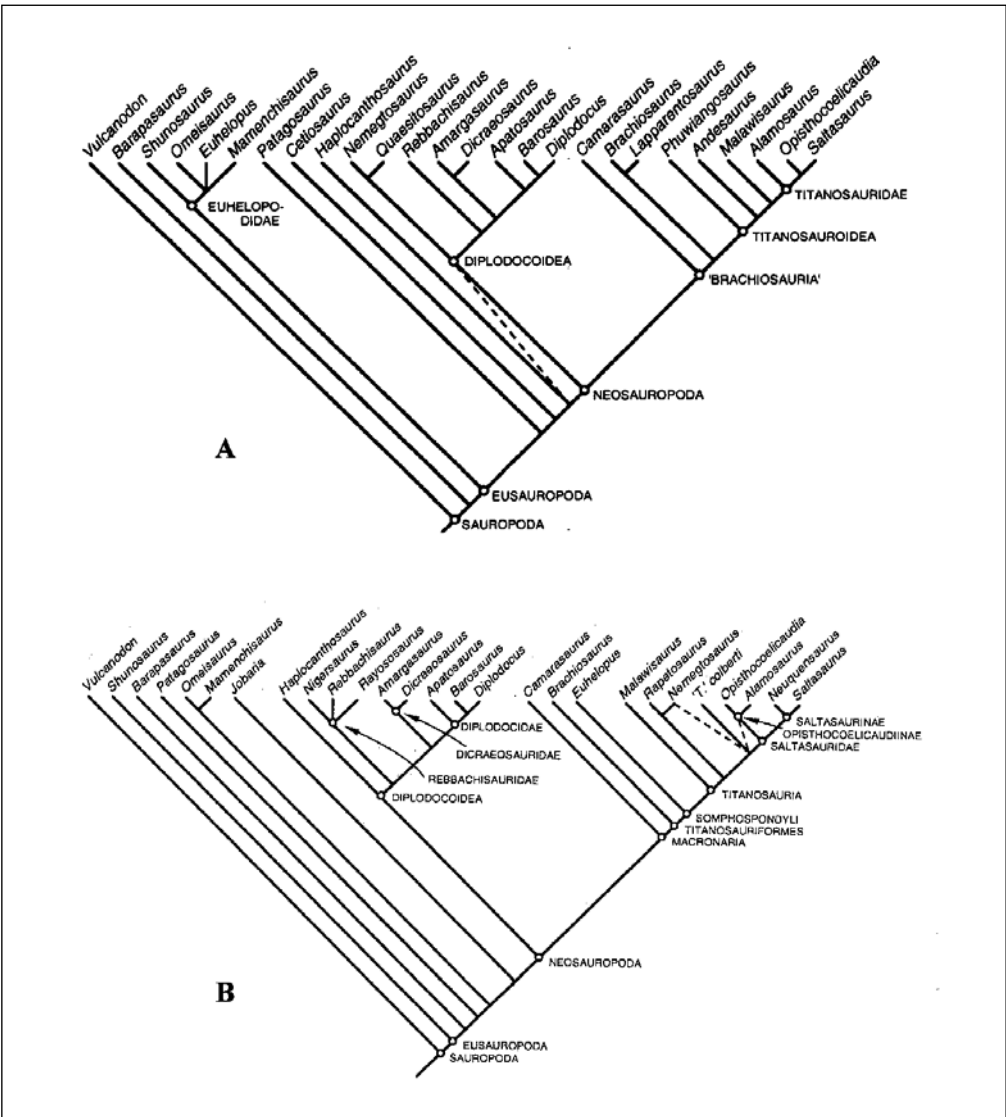 Vulcanodon
Barapasaurus
Shunosaurus
Omeisaurus
Euhelopus
Mamenchisaurus
Patagosaurus
Cetiosaurus
Haplocanthosaurus
Nemegtosaurus
Quaesitosaurus
Rebbachisaurus
Amargasaurus
Dicraeosaurus
Apatosaurus
Barosaurus
Diplodocus
Camarasaurus
Brachiosaurus
Lapparentosaurus
Phuwiangosaurus
Andesaurus
Malawisaurus
Alamosaurus
Opisthocoelicaudia
Saltasaurus
EUHELOPO-
DIDAE
TITANOSAURIDAE
TITANOSAUROIDEA
DIPLODOCOIDEA
'BRACHIOSAURIA'
NEOSAUROPODA
A
EUSAUROPODA
SAUROPODA
Vulcanodon
Shunosaurus
Barapasaurus
Patagosaurus
Omeisaurus
Mamenchisaurus
Jobaria
Haplocanthosaurus
Nigersaurus
Rebbachisaurus
Rayososaurus
Amargasaurus
Dicraeosaurus
Apatosaurus
Barosaurus
Diplodocus
Camarasaurus
Brachiosaurus
Euhelopus
Malawisaurus
Rapetosaurus
Nemegtosaurus
'T.' colberti
Opisthocoelicaudia
Alamosaurus
Neuquensaurus
Saltasaurus
DIPLODOCIDAE
SALTASAURINAE
OPISTHOCOELICAUDIINAE
SALTASAURIDAE
DICRAEOSAURIDAE
REBBACHISAURIDAE
DIPLODOCOIDEA
TITANOSAURIA
SOMPHOSPONDYLI
TITANOSAURIFORMES
MACRONARIA
NEOSAUROPODA
B
EUSAUROPODA
SAUROPODA